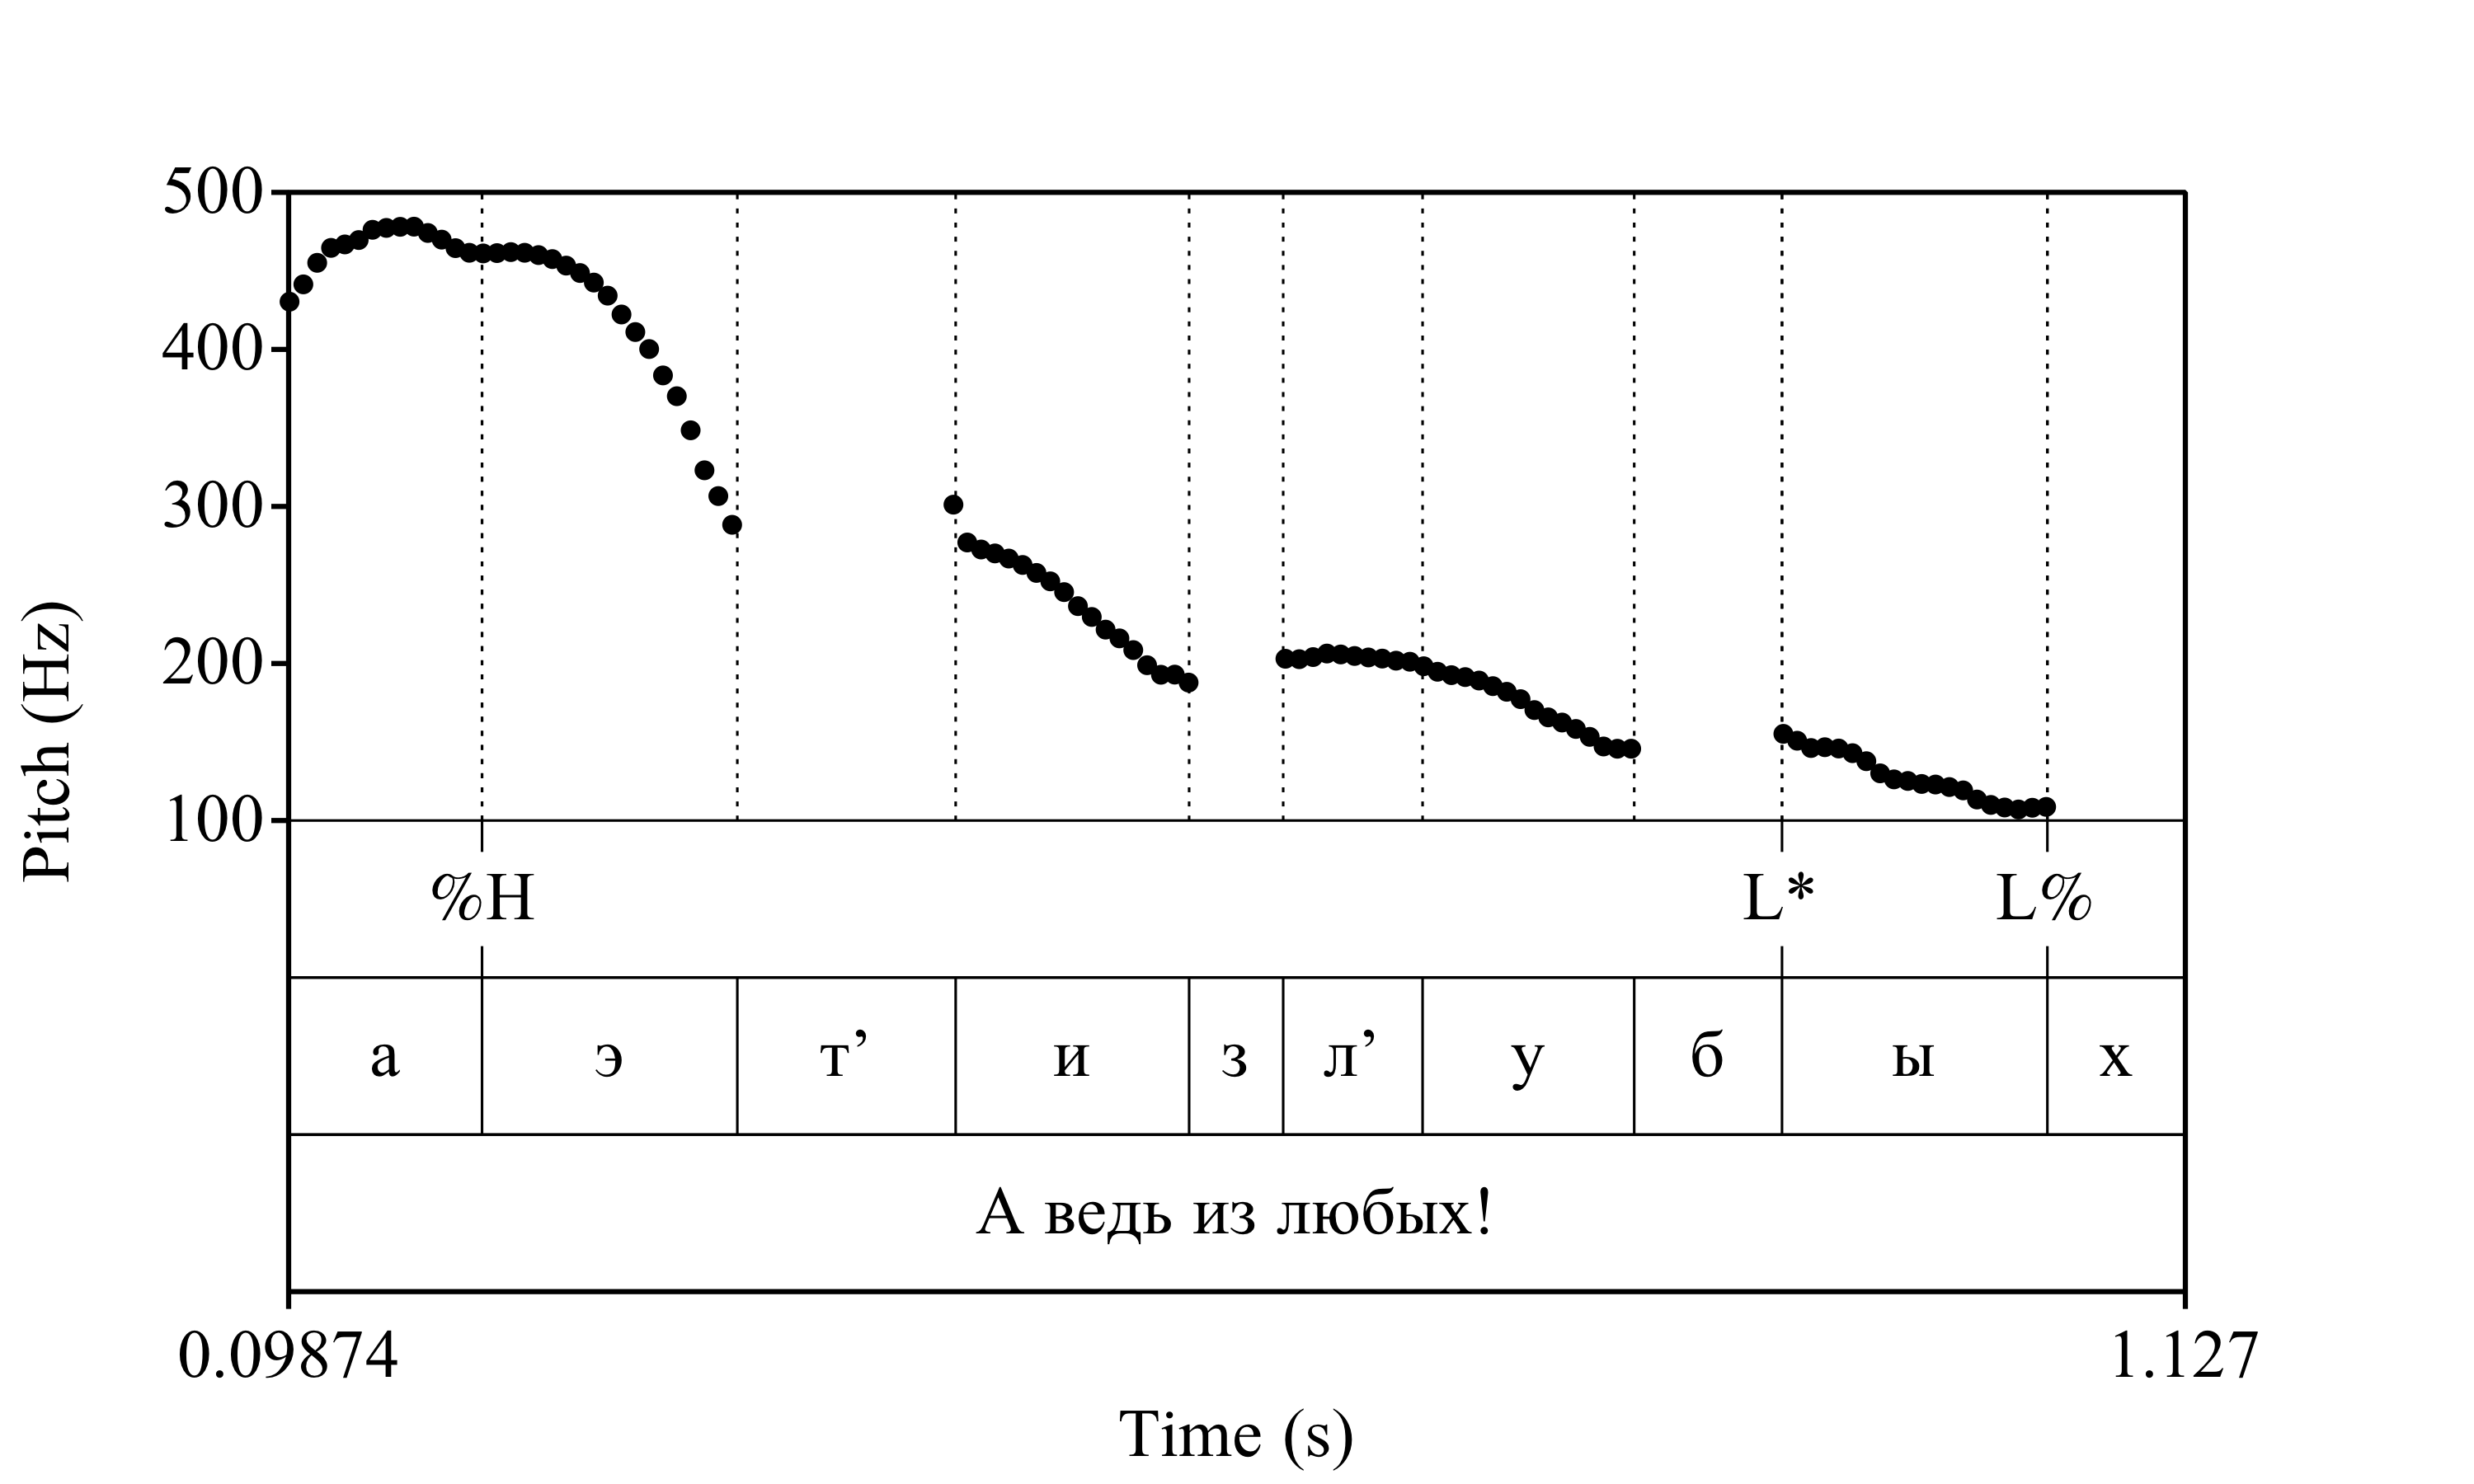 500
400
300
200
100
Pitch (Hz)
%H L* L%
а э т’ и з л’ у б ы х
А ведь из любых!
0.09874 1.127
Time (s)